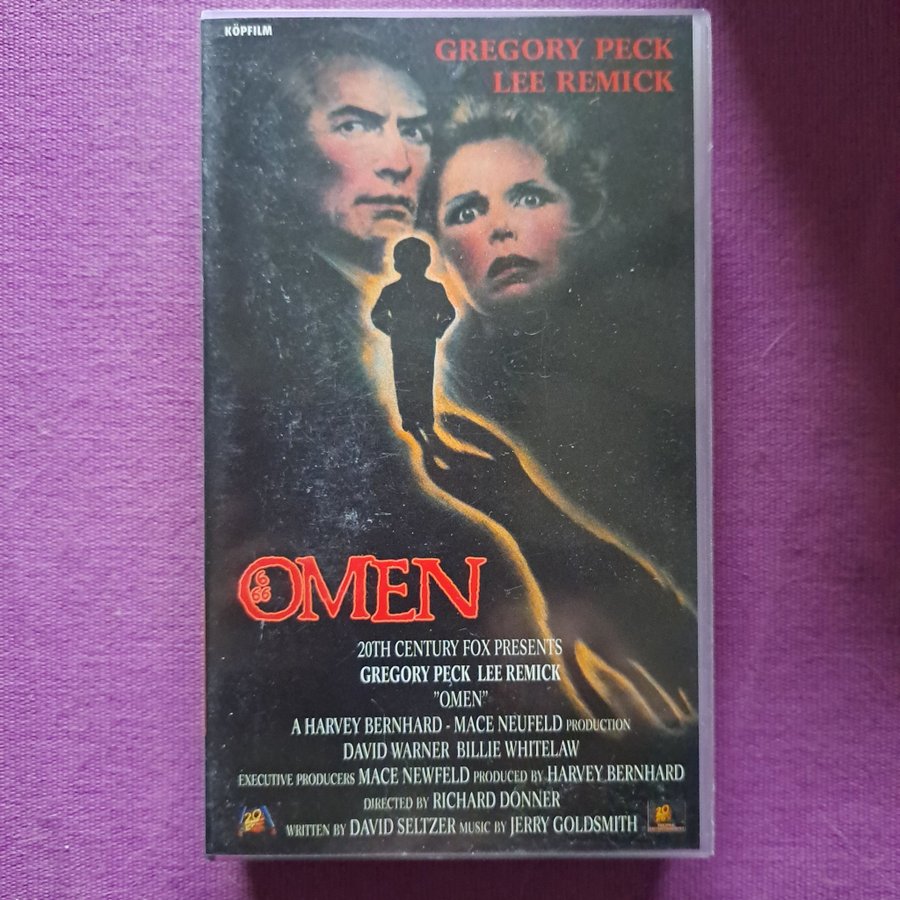 KÖPFILM
GREGORY PECK
LEE REMICK
666
OMEN
20TH CENTURY FOX PRESENTS
GREGORY PECK LEE REMICK
"OMEN"
A HARVEY BERNHARD - MACE NEUFELD PRODUCTION
DAVID WARNER BILLIE WHITELAW
EXECUTIVE PRODUCERS MACE NEWFELD PRODUCED BY HARVEY BERNHARD
DIRECTED BY RICHARD DONNER
WRITTEN BY DAVID SELTZER MUSIC BY JERRY GOLDSMITH
20
20